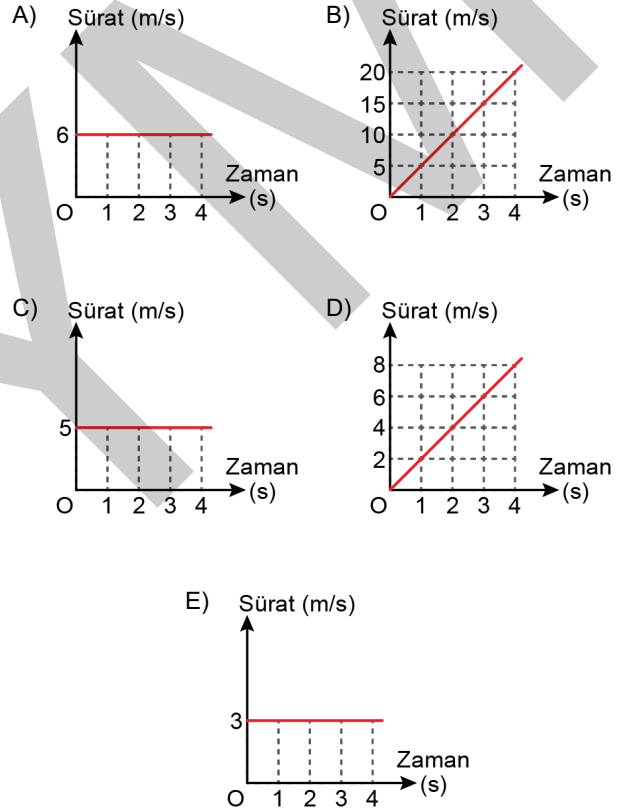 A) Sürat (m/s)
6
Zaman
(s)
O 1 2 3 4
B) Sürat (m/s)
20
15
10
5
Zaman
(s)
O 1 2 3 4
C) Sürat (m/s)
5
Zaman
(s)
O 1 2 3 4
D) Sürat (m/s)
8
6
4
2
Zaman
(s)
O 1 2 3 4
E) Sürat (m/s)
3
Zaman
(s)
O 1 2 3 4